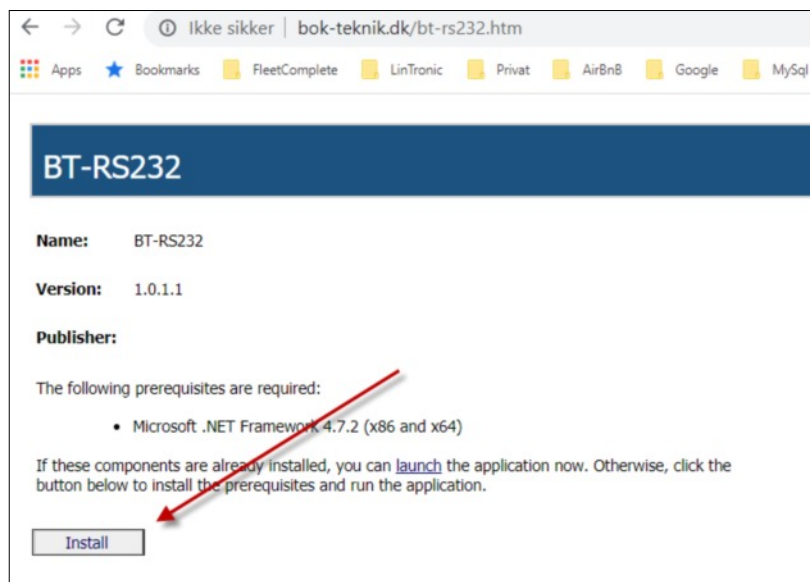 Ikke sikker | bok-teknik.dk/bt-rs232.htm
Apps Bookmarks FleetComplete LinTronic Privat AirBnB Google MySql
BT-RS232
Name: BT-RS232
Version: 1.0.1.1
Publisher:
The following prerequisites are required:
• Microsoft .NET Framework 4.7.2 (x86 and x64)
If these components are already installed, you can launch the application now. Otherwise, click the
button below to install the prerequisites and run the application.
Install